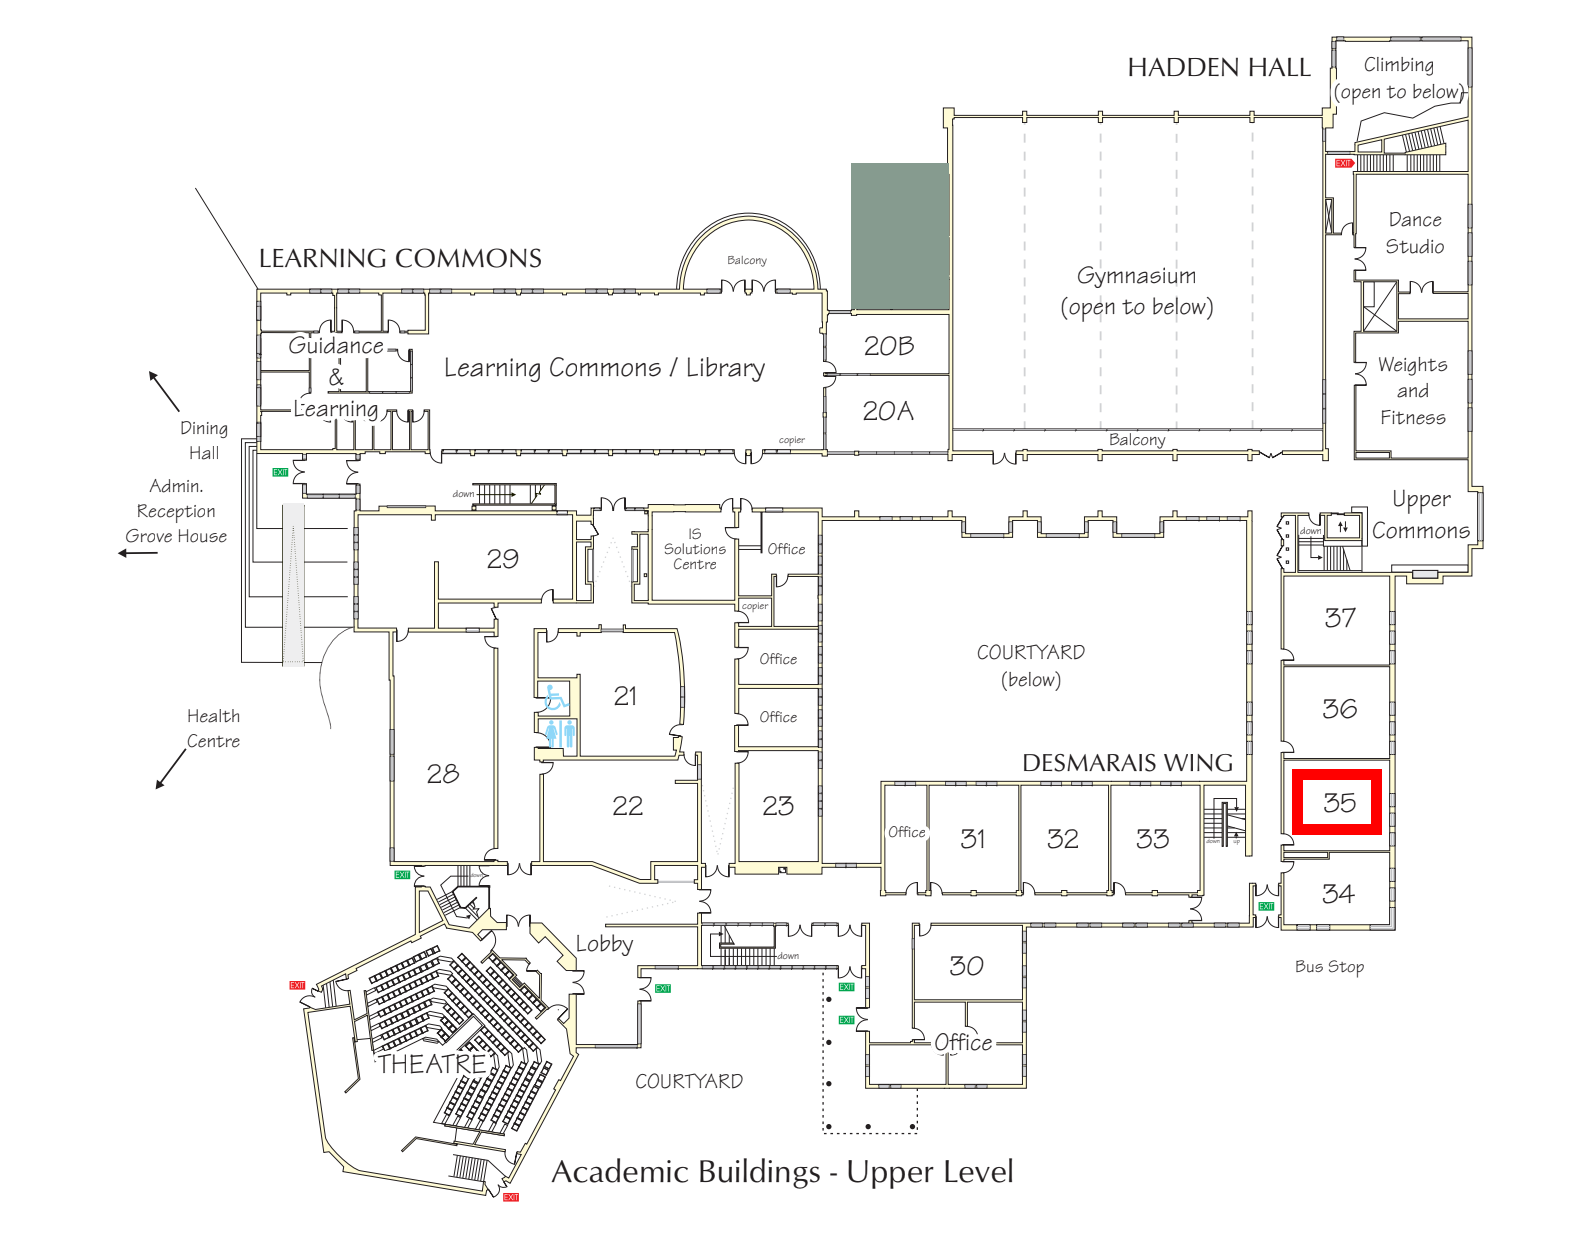 HADDEN HALL
Climbing
(open to below)
EXIT
Dance
Studio
LEARNING COMMONS
Balcony
Gymnasium
(open to below)
Guidance
&
Learning
Learning Commons / Library
20B
20A
Weights
and
Fitness
copier
Balcony
Dining
Hall
EXIT
Admin.
Reception
Grove House
down
Upper
Commons
down
29
IS
Solutions
Centre
Office
copier
37
Office
COURTYARD
(below)
21
36
Office
Health
Centre
28
22
23
DESMARAIS WING
35
Office
31
32
33
down
up
EXIT
down
34
EXIT
Lobby
down
30
Bus Stop
EXIT
EXIT
EXIT
EXIT
Office
THEATRE
COURTYARD
Academic Buildings - Upper Level
EXIT